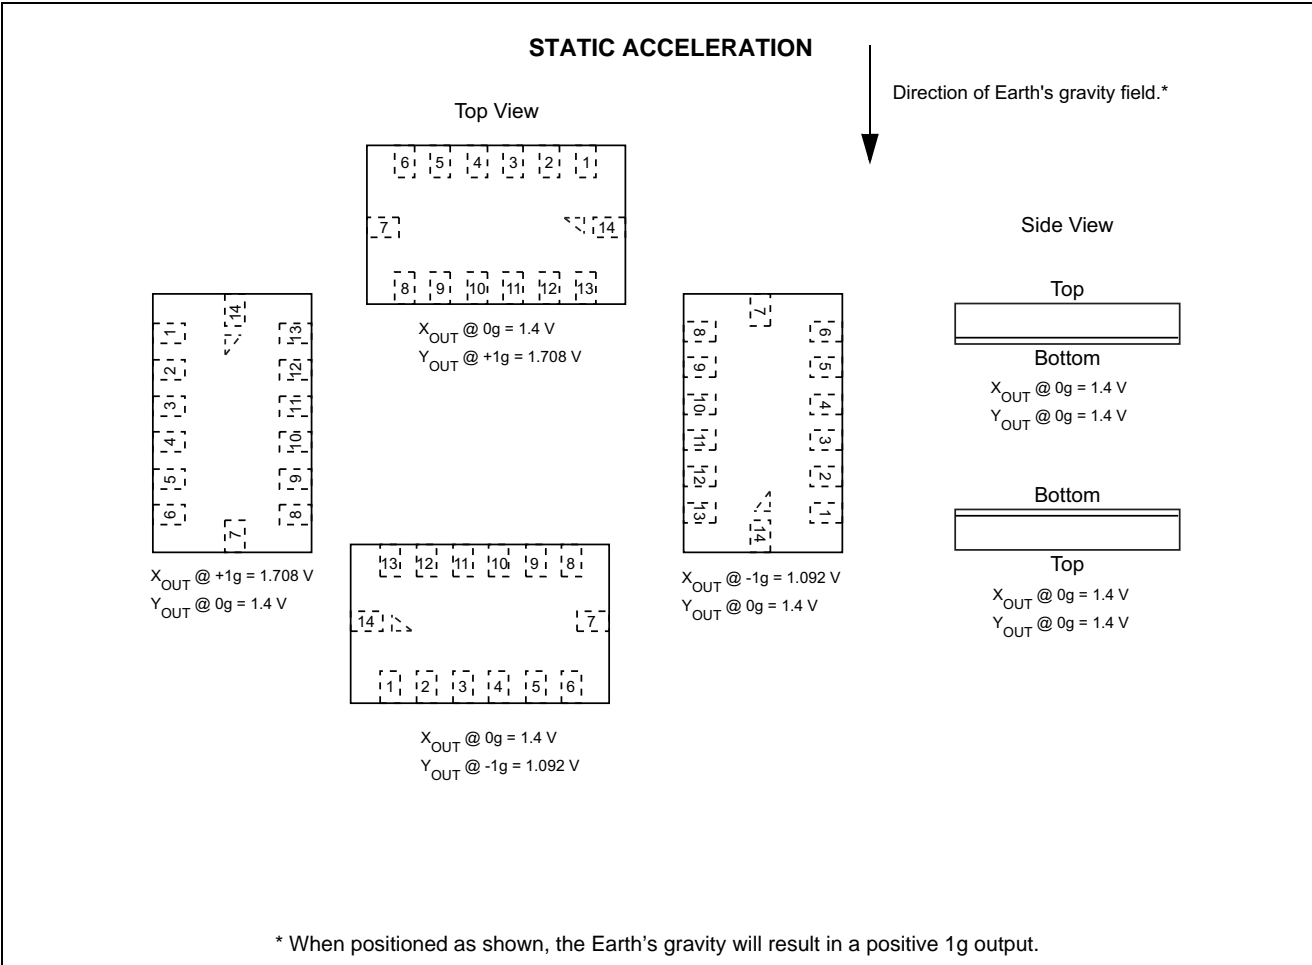 STATIC ACCELERATION
Direction of Earth's gravity field.*
Top View
6 5 4 3 2 1
7 14
8 9 10 11 12 13
XOUT @ 0g = 1.4 V
YOUT @ +1g = 1.708 V
14
1 13
2 12
3 11
4 10
5 9
6 8
7
XOUT @ +1g = 1.708 V
YOUT @ 0g = 1.4 V
13 12 11 10 9 8
14 7
1 2 3 4 5 6
XOUT @ 0g = 1.4 V
YOUT @ -1g = 1.092 V
7
8 6
9 5
10 4
11 3
12 2
13 1
14
XOUT @ -1g = 1.092 V
YOUT @ 0g = 1.4 V
Side View
Top
Bottom
XOUT @ 0g = 1.4 V
YOUT @ 0g = 1.4 V
Bottom
Top
XOUT @ 0g = 1.4 V
YOUT @ 0g = 1.4 V
* When positioned as shown, the Earth’s gravity will result in a positive 1g output.